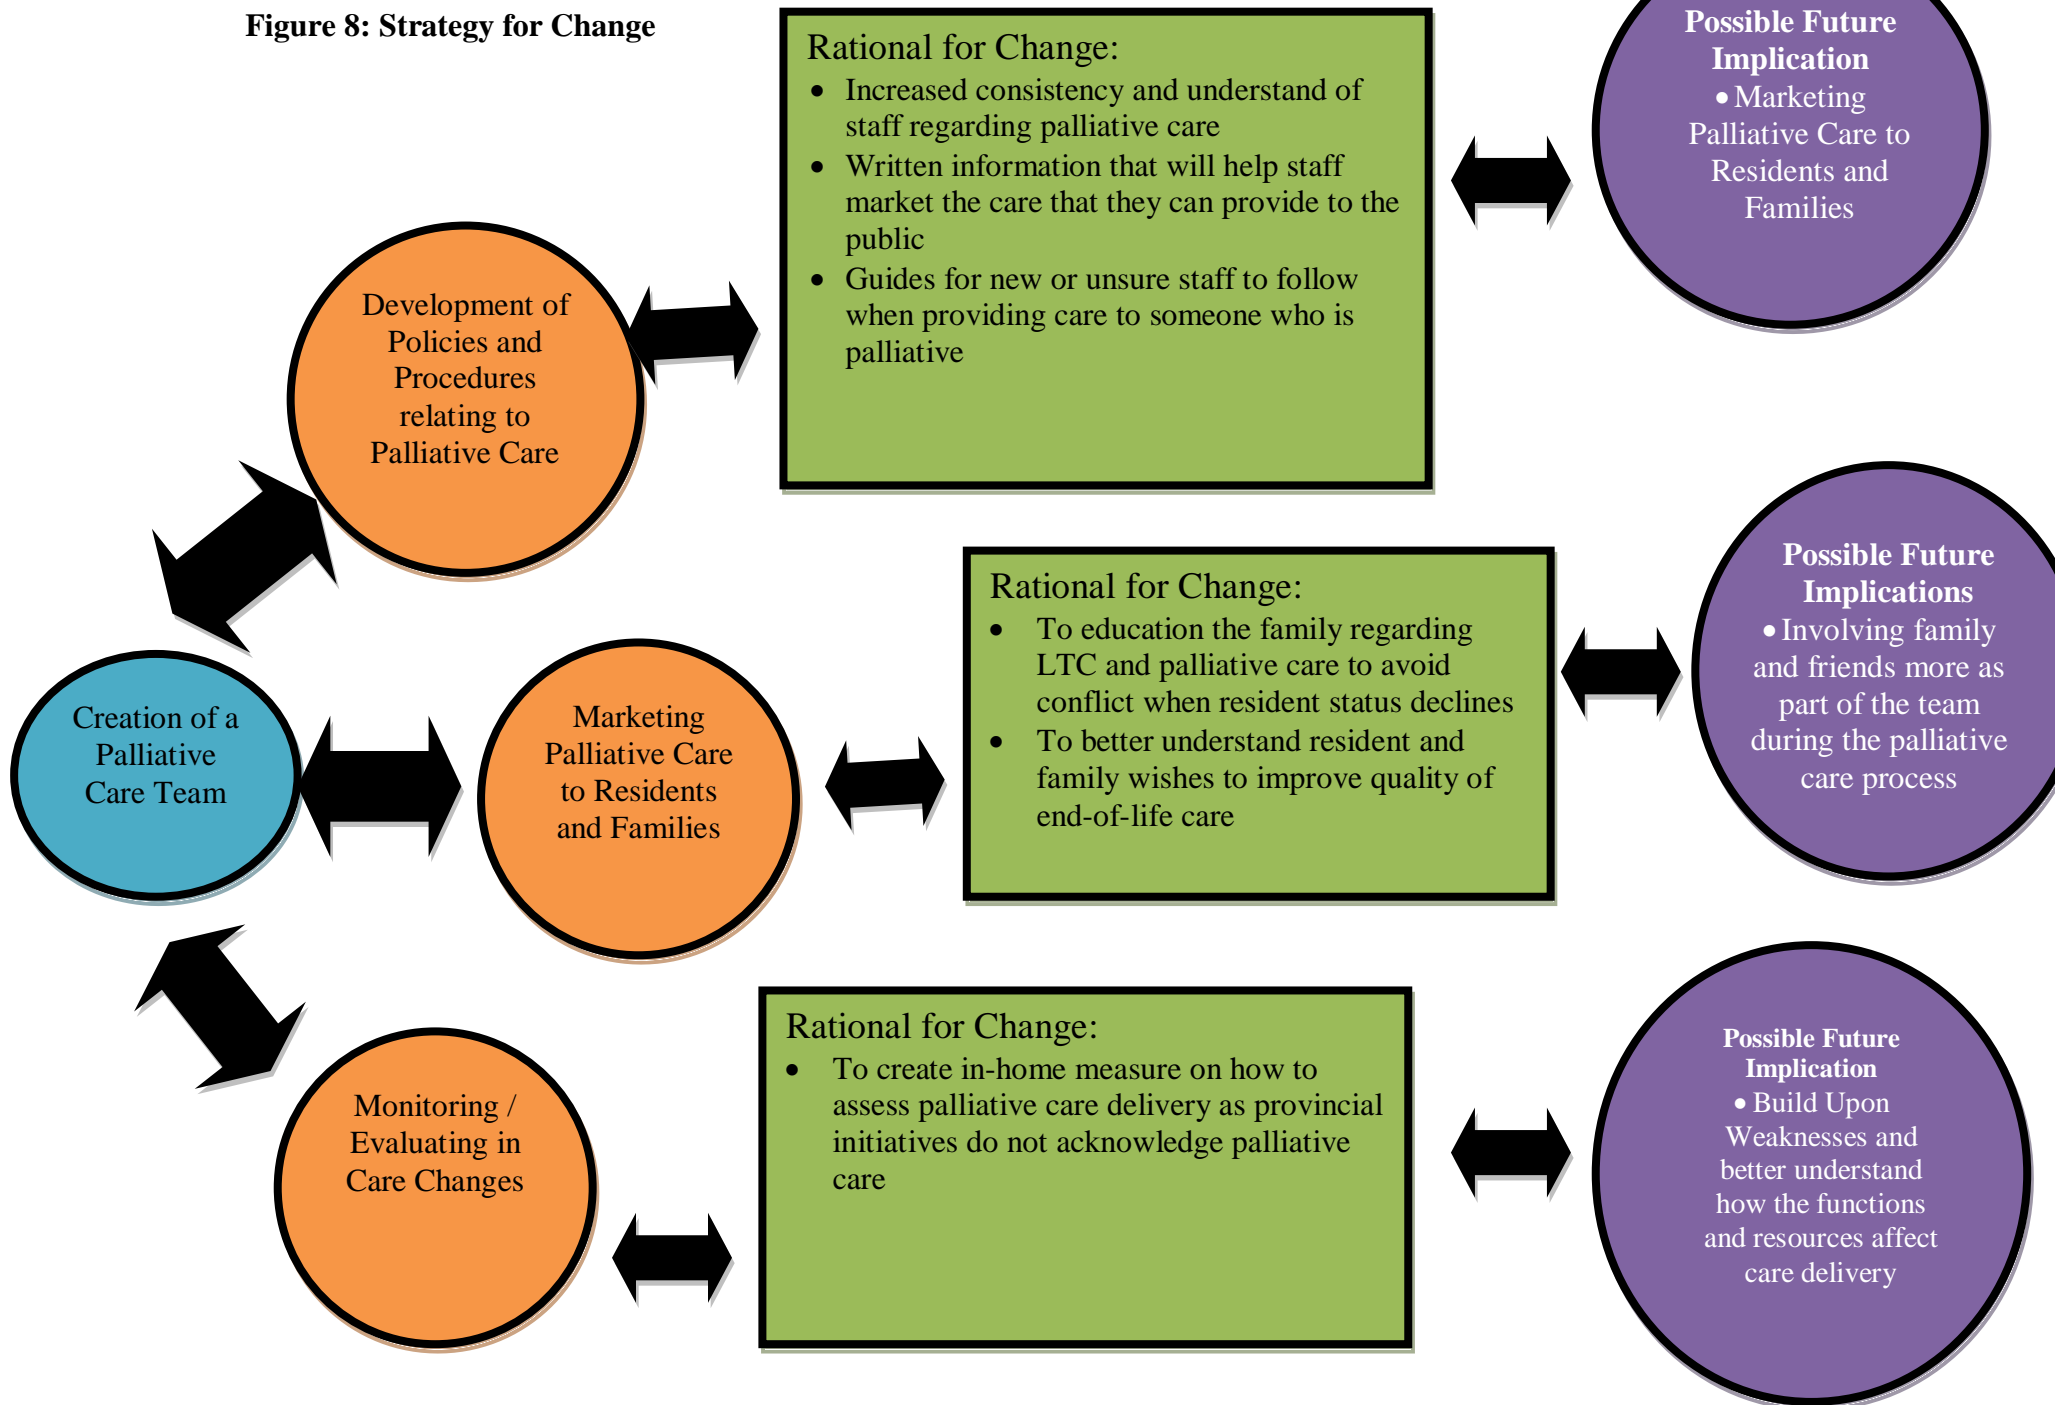 Figure 8: Strategy for Change
Rational for Change:
• Increased consistency and understand of
staff regarding palliative care
• Written information that will help staff
market the care that they can provide to the
public
• Guides for new or unsure staff to follow
when providing care to someone who is
palliative
Possible Future
Implication
• Marketing
Palliative Care to
Residents and
Families
Development of
Policies and
Procedures
relating to
Palliative Care
Creation of a
Palliative
Care Team
Marketing
Palliative Care
to Residents
and Families
Rational for Change:
• To education the family regarding
LTC and palliative care to avoid
conflict when resident status declines
• To better understand resident and
family wishes to improve quality of
end-of-life care
Possible Future
Implications
• Involving family
and friends more as
part of the team
during the palliative
care process
Monitoring /
Evaluating in
Care Changes
Rational for Change:
• To create in-home measure on how to
assess palliative care delivery as provincial
initiatives do not acknowledge palliative
care
Possible Future
Implication
• Build Upon
Weaknesses and
better understand
how the functions
and resources affect
care delivery